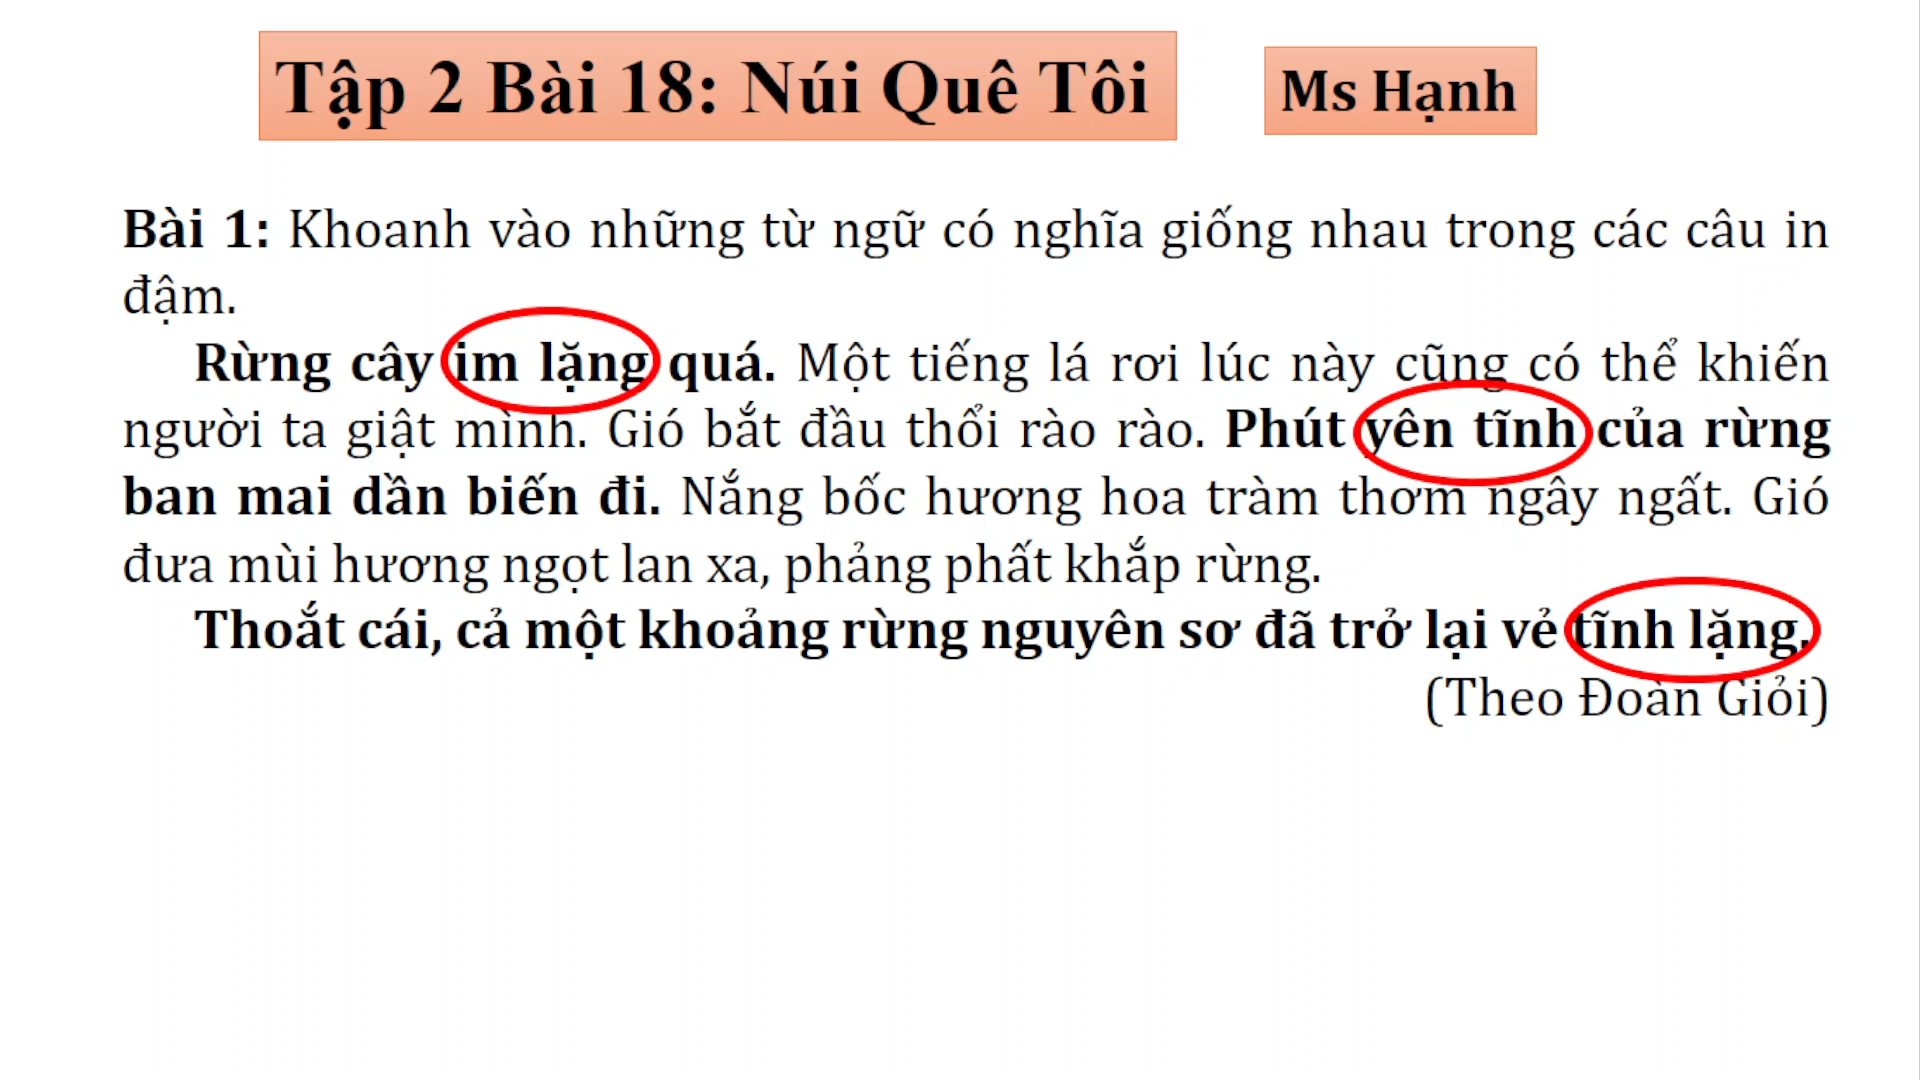 Tập 2 Bài 18: Núi Quê Tôi
Ms Hạnh
Bài 1: Khoanh vào những từ ngữ có nghĩa giống nhau trong các câu in
đậm.
Rừng cây im lặng quá. Một tiếng lá rơi lúc này cũng có thể khiến
người ta giật mình. Gió bắt đầu thổi rào rào. Phút yên tĩnh của rừng
ban mai dần biến đi. Nắng bốc hương hoa tràm thơm ngây ngất. Gió
đưa mùi hương ngọt lan xa, phảng phất khắp rừng.
Thoắt cái, cả một khoảng rừng nguyên sơ đã trở lại vẻ tĩnh lặng.
(Theo Đoàn Giỏi)